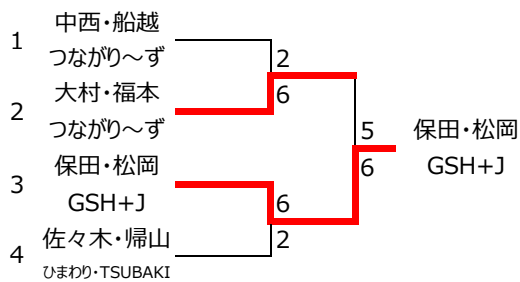 中西・船越
1
つながり～ず
2
大村・福本
6
2
つながり～ず
5
保田・松岡
保田・松岡
6
GSH+J
3
GSH+J
6
佐々木・帰山
2
4
ひまわり・TSUBAKI